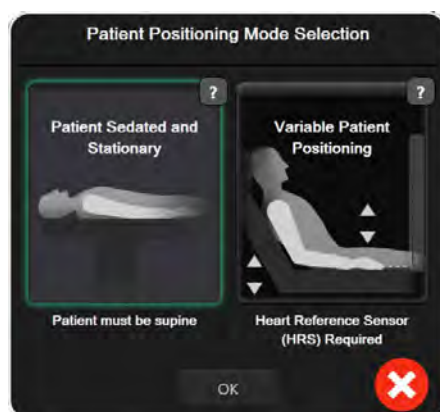 Patient Positioning Mode Selection
?
?
Patient Sedated and
Stationary
Variable Patient
Positioning
Patient must be supine
Heart Reference Sensor
(HRS) Required
OK